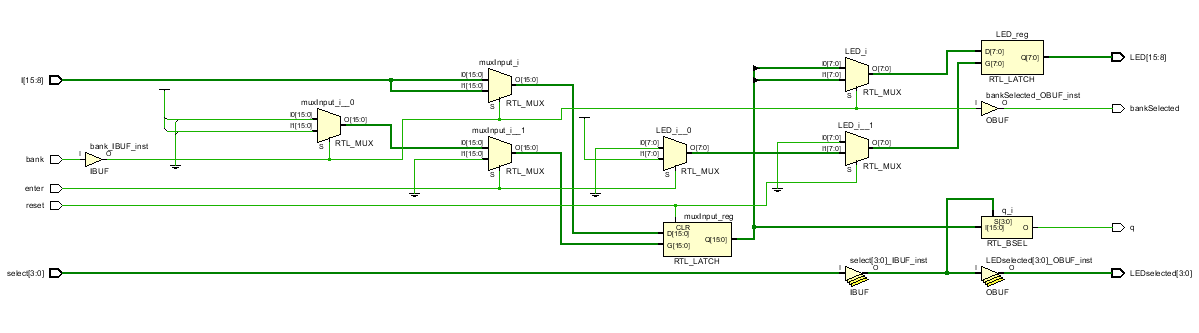 LED_reg
D[7:0]
G[7:0]
Q[7:0]
RTL_LATCH
LED[15:8]
LED_i
I0[7:0]
I1[7:0]
O[7:0]
S
RTL_MUX
muxInput_i
I0[15:0]
I1[15:0]
O[15:0]
S
RTL_MUX
I[15:8]
muxInput_i__0
I0[15:0]
I1[15:0]
O[15:0]
S
RTL_MUX
bankSelected_OBUF_inst
I
O
OBUF
bankSelected
muxInput_i__1
I0[15:0]
I1[15:0]
O[15:0]
S
RTL_MUX
LED_i__0
I0[7:0]
I1[7:0]
O[7:0]
S
RTL_MUX
LED_i__1
I0[7:0]
I1[7:0]
O[7:0]
S
RTL_MUX
bank
bank_IBUF_inst
I
O
IBUF
enter
reset
muxInput_reg
CLR
D[15:0]
G[15:0]
Q[15:0]
RTL_LATCH
q_i
S[3:0]
I[15:0]
O
RTL_BSEL
q
select[3:0]
select[3:0]_IBUF_inst
I
O
IBUF
LEDselected[3:0]_OBUF_inst
I
O
OBUF
LEDselected[3:0]